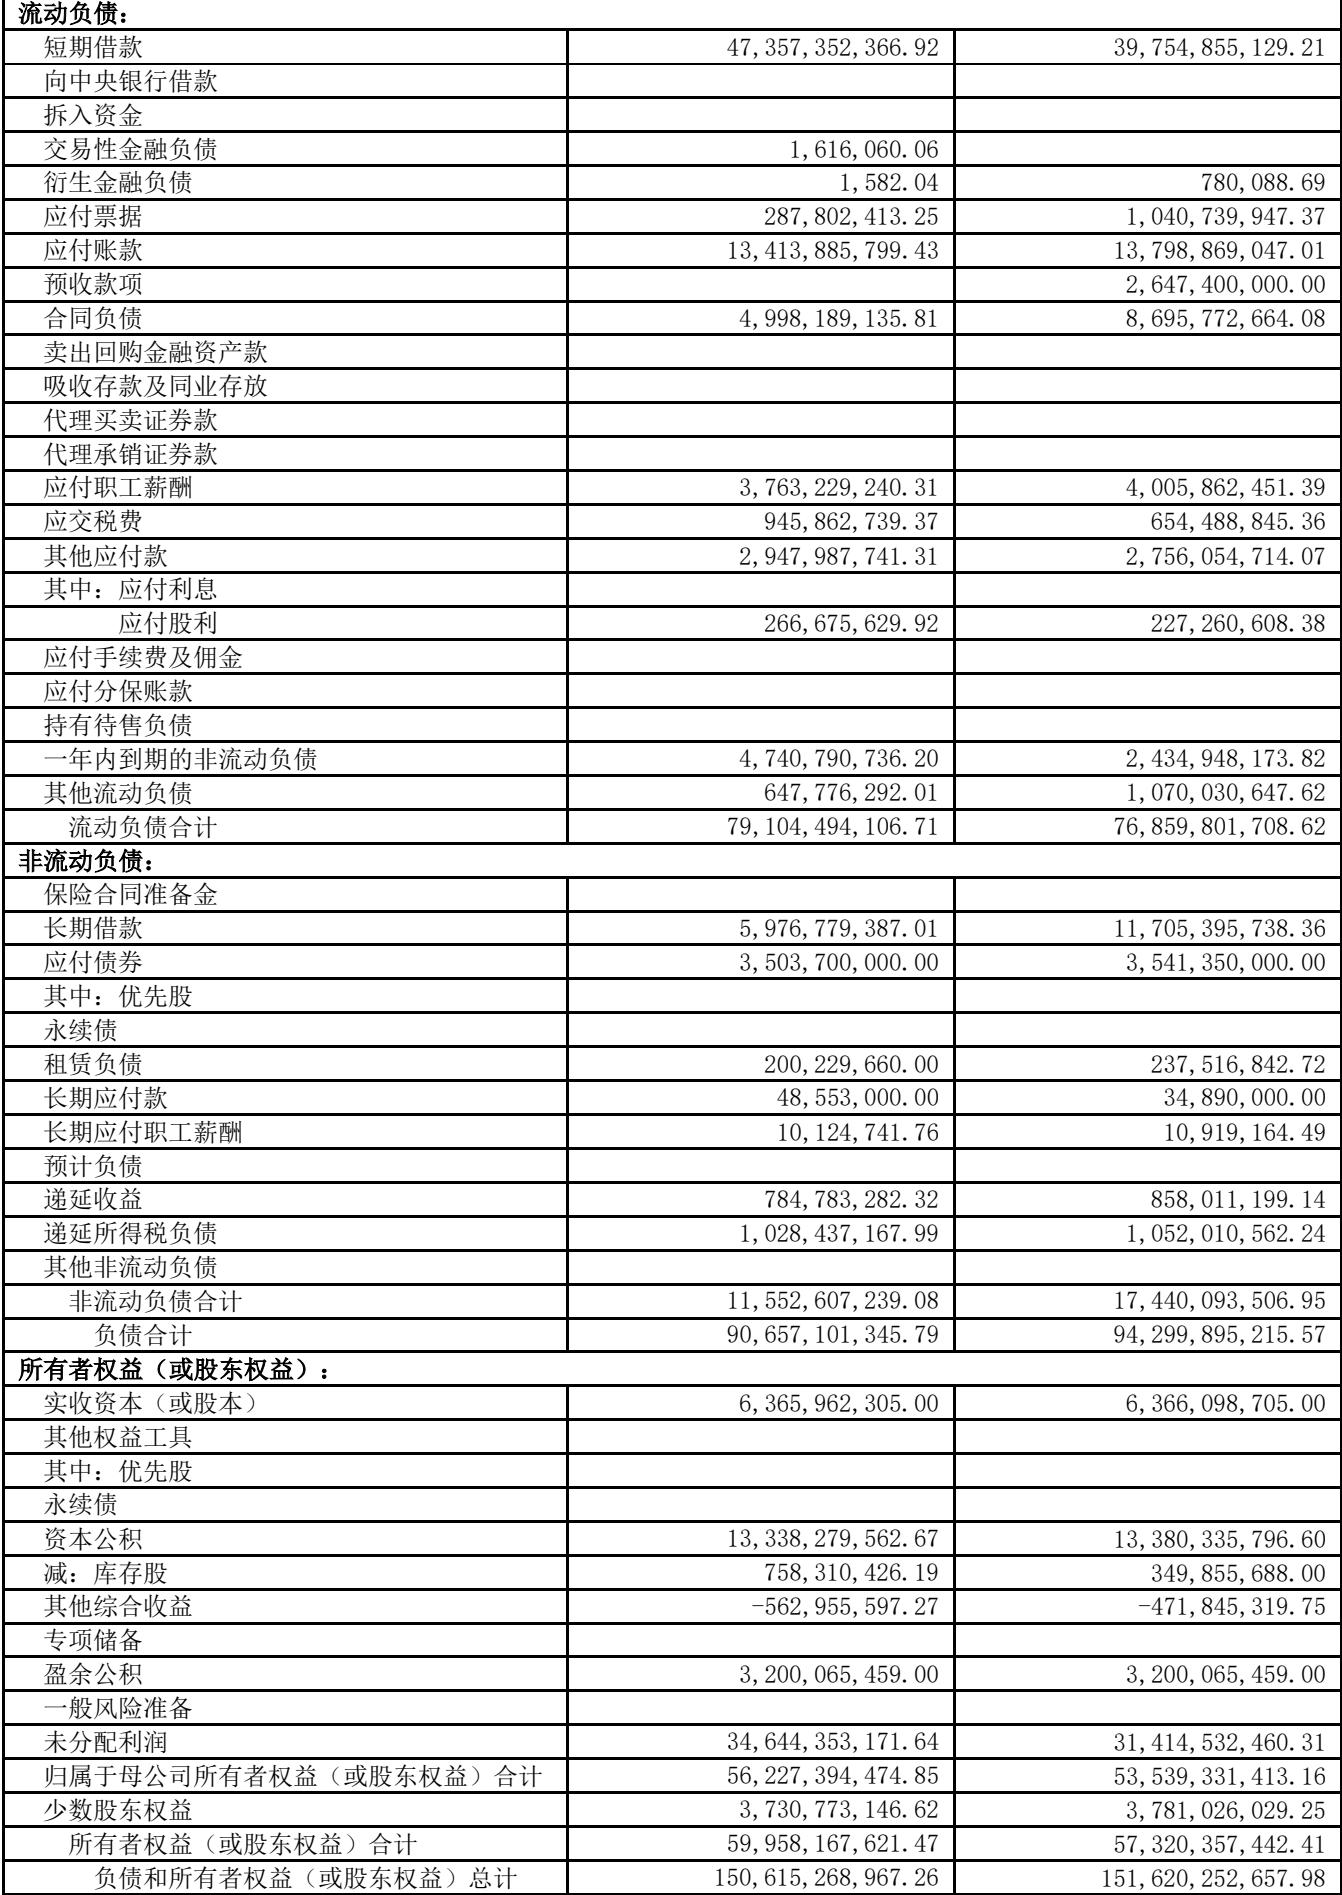 流动负债：
短期借款 47,357,352,366.92 39,754,855,129.21
向中央银行借款
拆入资金
交易性金融负债 1,616,060.06
衍生金融负债 1,582.04 780,088.69
应付票据 287,802,413.25 1,040,739,947.37
应付账款 13,413,885,799.43 13,798,869,047.01
预收款项 2,647,400,000.00
合同负债 4,998,189,135.81 8,695,772,664.08
卖出回购金融资产款
吸收存款及同业存放
代理买卖证券款
代理承销证券款
应付职工薪酬 3,763,229,240.31 4,005,862,451.39
应交税费 945,862,739.37 654,488,845.36
其他应付款 2,947,987,741.31 2,756,054,714.07
其中：应付利息
应付股利 266,675,629.92 227,260,608.38
应付手续费及佣金
应付分保账款
持有待售负债
一年内到期的非流动负债 4,740,790,736.20 2,434,948,173.82
其他流动负债 647,776,292.01 1,070,030,647.62
流动负债合计 79,104,494,106.71 76,859,801,708.62
非流动负债：
保险合同准备金
长期借款 5,976,779,387.01 11,705,395,738.36
应付债券 3,503,700,000.00 3,541,350,000.00
其中：优先股
永续债
租赁负债 200,229,660.00 237,516,842.72
长期应付款 48,553,000.00 34,890,000.00
长期应付职工薪酬 10,124,741.76 10,919,164.49
预计负债
递延收益 784,783,282.32 858,011,199.14
递延所得税负债 1,028,437,167.99 1,052,010,562.24
其他非流动负债
非流动负债合计 11,552,607,239.08 17,440,093,506.95
负债合计 90,657,101,345.79 94,299,895,215.57
所有者权益（或股东权益）：
实收资本（或股本） 6,365,962,305.00 6,366,098,705.00
其他权益工具
其中：优先股
永续债
资本公积 13,338,279,562.67 13,380,335,796.60
减：库存股 758,310,426.19 349,855,688.00
其他综合收益 -562,955,597.27 -471,845,319.75
专项储备
盈余公积 3,200,065,459.00 3,200,065,459.00
一般风险准备
未分配利润 34,644,353,171.64 31,414,532,460.31
归属于母公司所有者权益（或股东权益）合计 56,227,394,474.85 53,539,331,413.16
少数股东权益 3,730,773,146.62 3,781,026,029.25
所有者权益（或股东权益）合计 59,958,167,621.47 57,320,357,442.41
负债和所有者权益（或股东权益）总计 150,615,268,967.26 151,620,252,657.98